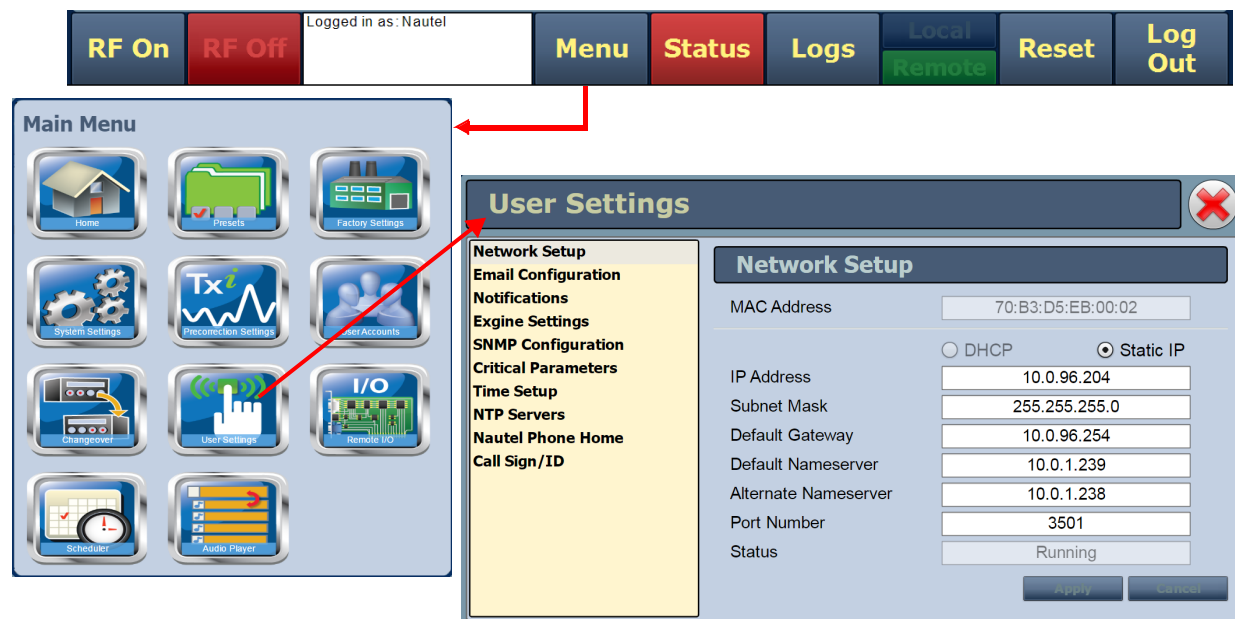 Logged in as: Nautel
RF On
RF Off
Menu
Status
Logs
Local
Remote
Reset
Log
Out
Main Menu
Home
Presets
Factory Settings
System Settings
Txi
Precorrection Settings
User Accounts
Changeover
User Settings
I/O
Remote I/O
Scheduler
Audio Player
User Settings
Network Setup
Email Configuration
Notifications
Exgine Settings
SNMP Configuration
Critical Parameters
Time Setup
NTP Servers
Nautel Phone Home
Call Sign/ID
Network Setup
MAC Address 70:B3:D5:EB:00:02
DHCP Static IP
IP Address 10.0.96.204
Subnet Mask 255.255.255.0
Default Gateway 10.0.96.254
Default Nameserver 10.0.1.239
Alternate Nameserver 10.0.1.238
Port Number 3501
Status Running
Apply Cancel